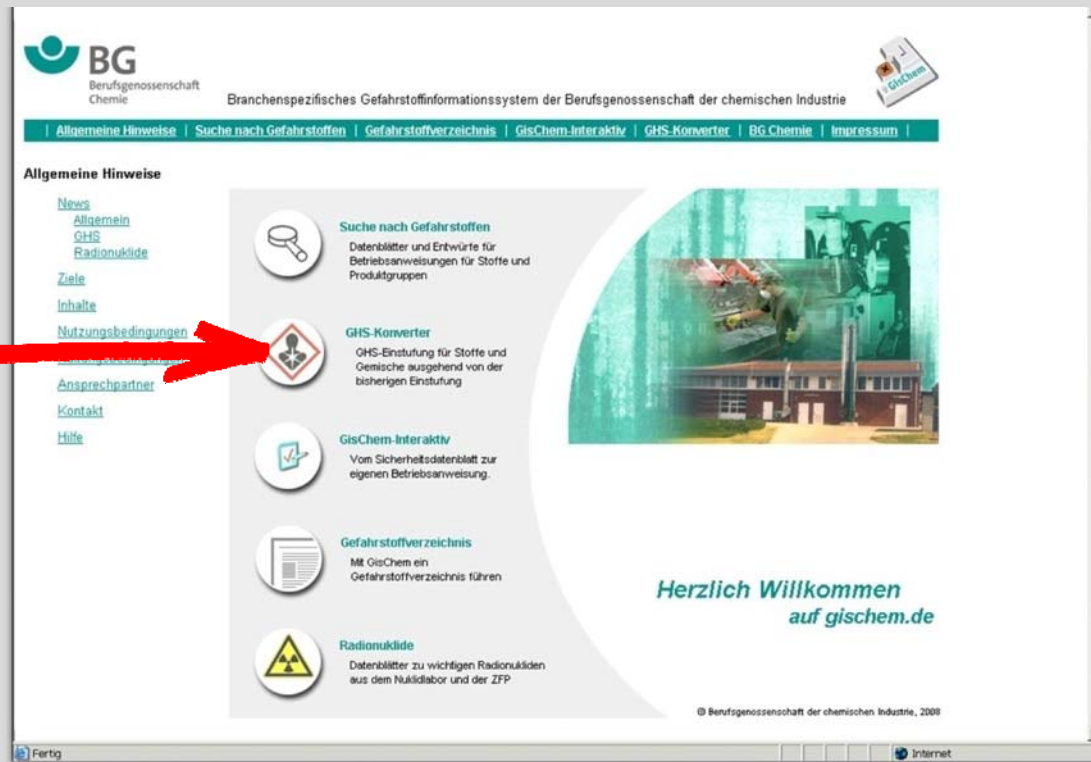 BG
Berufsgenossenschaft
Chemie
Branchenspezifisches Gefahrstoffinformationssystem der Berufsgenossenschaft der chemischen Industrie
GisChem
| Allgemeine Hinweise | Suche nach Gefahrstoffen | Gefahrstoffverzeichnis | GisChem-Interaktiv | GHS-Konverter | BG Chemie | Impressum |
Allgemeine Hinweise
News
Allgemein
GHS
Radionuklide
Ziele
Inhalte
Nutzungsbedingungen
Ansprechpartner
Kontakt
Hilfe
Suche nach Gefahrstoffen
Datenblätter und Entwürfe für
Betriebsanweisungen für Stoffe und
Produktgruppen
GHS-Konverter
GHS-Einstufung für Stoffe und
Gemische ausgehend von der
bisherigen Einstufung
GisChem-Interaktiv
Vom Sicherheitsdatenblatt zur
eigenen Betriebsanweisung.
Gefahrstoffverzeichnis
Mit GisChem ein
Gefahrstoffverzeichnis führen
Radionuklide
Datenblätter zu wichtigen Radionukliden
aus dem Nuklidlabor und der ZFP
Herzlich Willkommen
auf gischem.de
© Berufsgenossenschaft der chemischen Industrie, 2008
Fertig
Internet